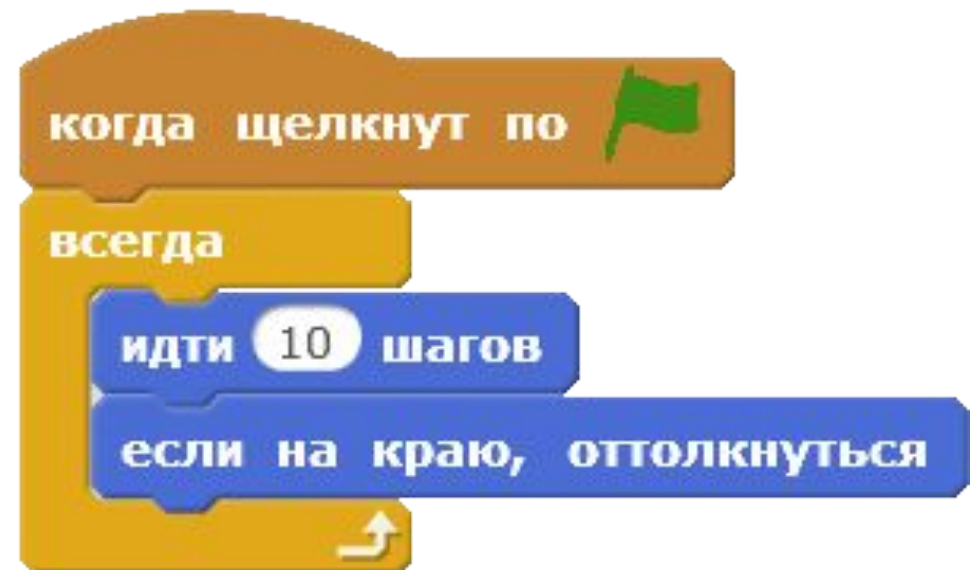 когда щелкнут по
всегда
идти 10 шагов
если на краю, оттолкнуться